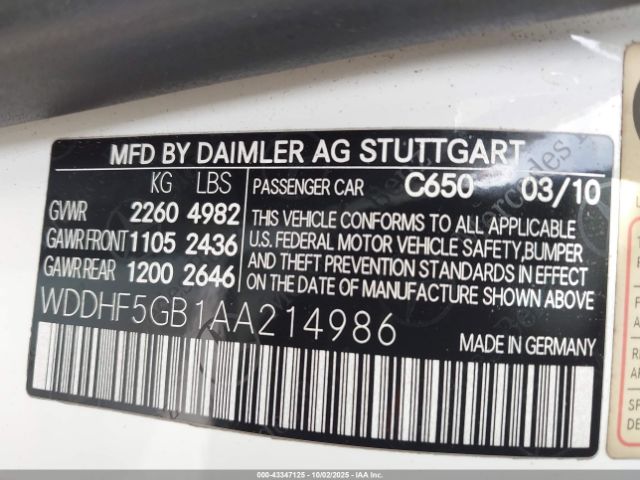 MFD BY DAIMLER AG STUTTGART
KG LBS
GVWR 2260 4982
GAWR FRONT 1105 2436
GAWR REAR 1200 2646
PASSENGER CAR C650 03/10
THIS VEHICLE CONFORMS TO ALL APPLICABLE
U.S. FEDERAL MOTOR VEHICLE SAFETY, BUMPER
AND THEFT PREVENTION STANDARDS IN EFFECT
ON THE DATE OF MANUFACTURE SHOWN ABOVE.
WDDHF5GB1AA214986
MADE IN GERMANY
000-43347125 - 10/02/2025 - IAAI.COM